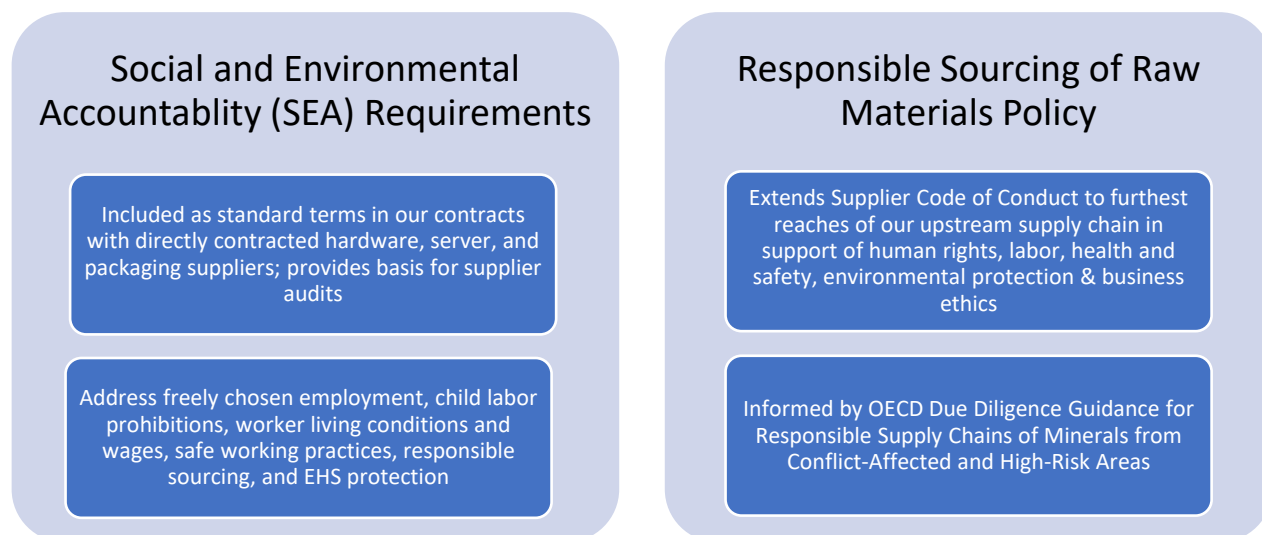 Social and Environmental
Accountablity (SEA) Requirements
Included as standard terms in our contracts
with directly contracted hardware, server, and
packaging suppliers; provides basis for supplier
audits
Address freely chosen employment, child labor
prohibitions, worker living conditions and
wages, safe working practices, responsible
sourcing, and EHS protection
Responsible Sourcing of Raw
Materials Policy
Extends Supplier Code of Conduct to furthest
reaches of our upstream supply chain in
support of human rights, labor, health and
safety, environmental protection & business
ethics
Informed by OECD Due Diligence Guidance for
Responsible Supply Chains of Minerals from
Conflict-Affected and High-Risk Areas